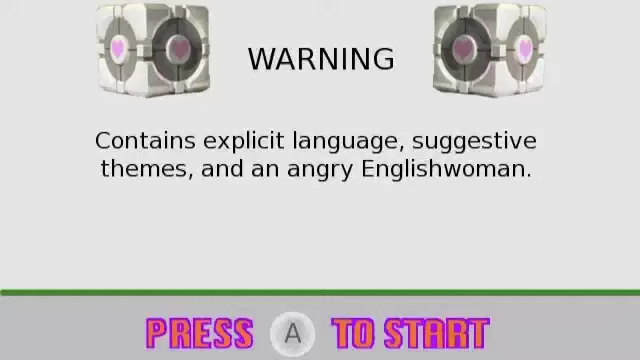 WARNING
Contains explicit language, suggestive
themes, and an angry Englishwoman.
PRESS A TO START